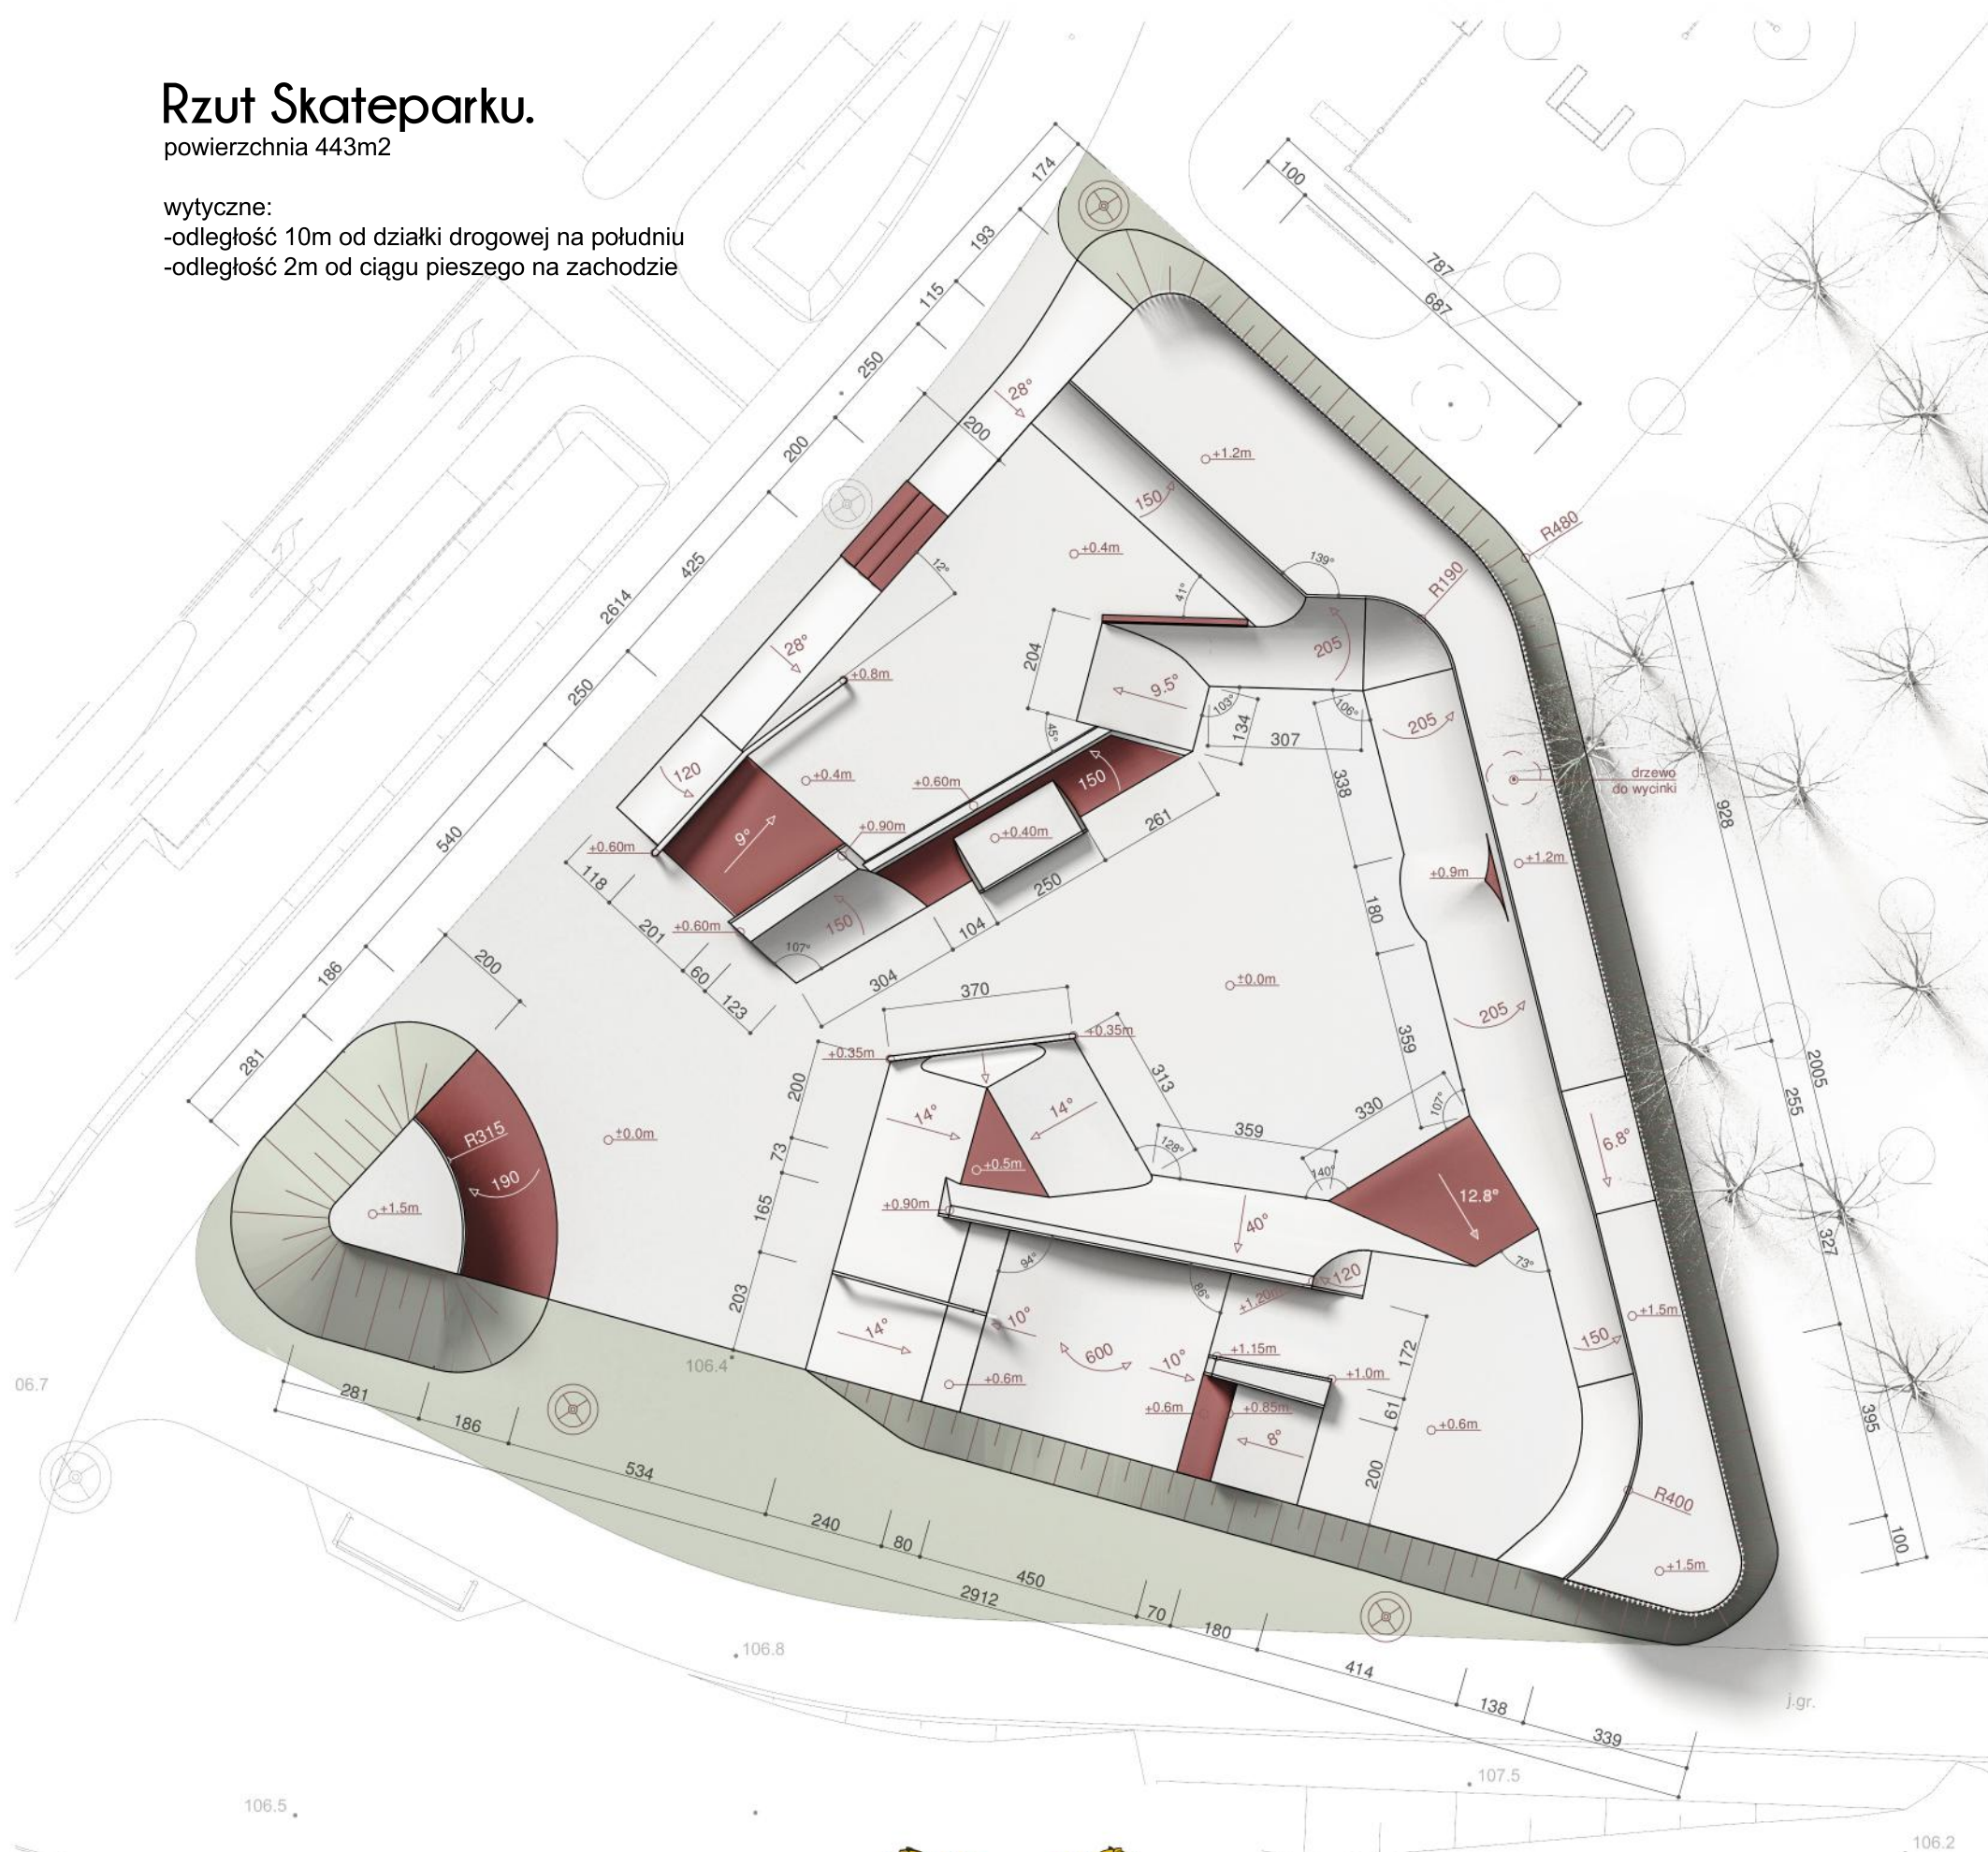 Rzut Skateparku.
powierzchnia 443m2
wytyczne:
-odległość 10m od działki drogowej na południu
-odległość 2m od ciągu pieszego na zachodzie
174
193
115
250
200
425
2614
250
540
186
281
100
787
687
200
28°
150
+1.2m
+0.4m
12°
28°
+0.8m
41°
139°
R190
R480
204
205
9.5°
103°
134
106°
307
45°
205
338
120
+0.4m
+0.60m
150
9°
+0.90m
+0.40m
261
+0.60m
118
201
+0.60m
60
123
107°
150
304
104
250
drzewo
do wycinki
928
+0.9m
+1.2m
180
200
±0.0m
205
359
370
+0.35m
+0.35m
200
313
14°
14°
330
107°
2005
255
6.8°
R315
190
+1.5m
±0.0m
73
128°
359
140°
+0.5m
12.8°
165
+0.90m
40°
327
203
94°
86°
120
+1.20m
73°
14°
10°
600
10°
+1.15m
172
150
+1.5m
+0.6m
+1.0m
+0.6m
+0.85m
61
+0.6m
395
8°
200
R400
100
+1.5m
06.7
106.4
281
186
534
240
80
450
2912
70
180
414
138
339
106.8
j.gr.
107.5
106.5
106.2